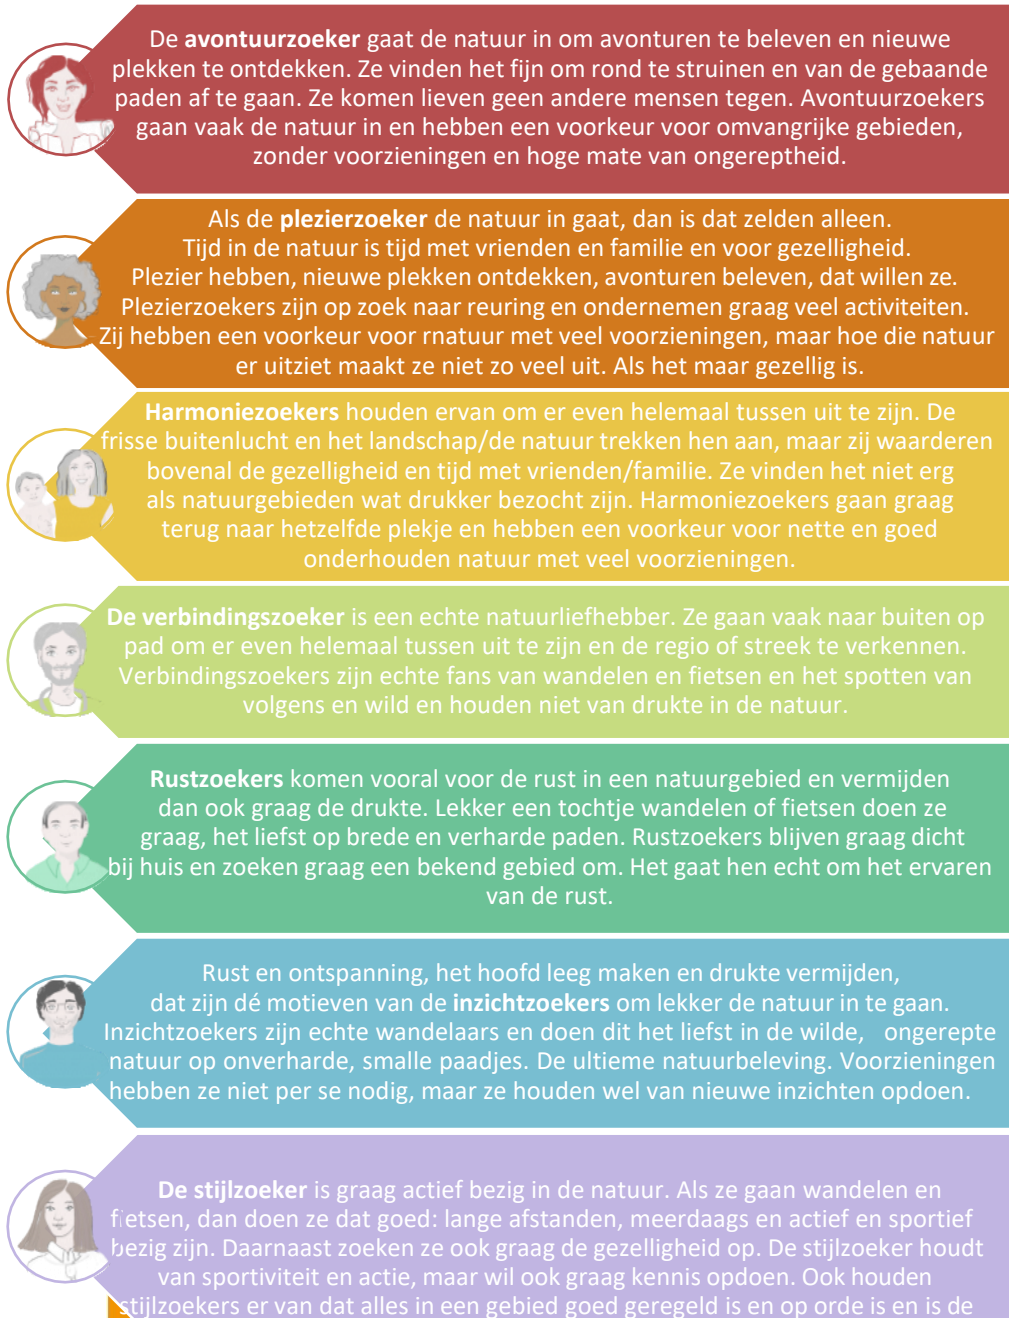 De avontuurzoeker gaat de natuur in om avonturen te beleven en nieuwe
plekken te ontdekken. Ze vinden het fijn om rond te struinen en van de gebaande
paden af te gaan. Ze komen lieven geen andere mensen tegen. Avontuurzoekers
gaan vaak de natuur in en hebben een voorkeur voor omvangrijke gebieden,
zonder voorzieningen en hoge mate van ongereptheid.
Als de plezierzoeker de natuur in gaat, dan is dat zelden alleen.
Tijd in de natuur is tijd met vrienden en familie en voor gezelligheid.
Plezier hebben, nieuwe plekken ontdekken, avonturen beleven, dat willen ze.
Plezierzoekers zijn op zoek naar reuring en ondernemen graag veel activiteiten.
Zij hebben een voorkeur voor rnatuur met veel voorzieningen, maar hoe die natuur
er uitziet maakt ze niet zo veel uit. Als het maar gezellig is.
Harmoniezoekers houden ervan om er even helemaal tussen uit te zijn. De
frisse buitenlucht en het landschap/de natuur trekken hen aan, maar zij waarderen
bovenal de gezelligheid en tijd met vrienden/familie. Ze vinden het niet erg
als natuurgebieden wat drukker bezocht zijn. Harmoniezoekers gaan graag
terug naar hetzelfde plekje en hebben een voorkeur voor nette en goed
onderhouden natuur met veel voorzieningen.
De verbindingszoeker is een echte natuurliefhebber. Ze gaan vaak naar buiten op
pad om er even helemaal tussen uit te zijn en de regio of streek te verkennen.
Verbindingszoekers zijn echte fans van wandelen en fietsen en het spotten van
volgens en wild en houden niet van drukte in de natuur.
Rustzoekers komen vooral voor de rust in een natuurgebied en vermijden
dan ook graag de drukte. Lekker een tochtje wandelen of fietsen doen ze
graag, het liefst op brede en verharde paden. Rustzoekers blijven graag dicht
bij huis en zoeken graag een bekend gebied om. Het gaat hen echt om het ervaren
van de rust.
Rust en ontspanning, het hoofd leeg maken en drukte vermijden,
dat zijn dé motieven van de inzichtzoekers om lekker de natuur in te gaan.
Inzichtzoekers zijn echte wandelaars en doen dit het liefst in de wilde, ongerepte
natuur op onverharde, smalle paadjes. De ultieme natuurbeleving. Voorzieningen
hebben ze niet per se nodig, maar ze houden wel van nieuwe inzichten opdoen.
De stijlzoeker is graag actief bezig in de natuur. Als ze gaan wandelen en
fietsen, dan doen ze dat goed: lange afstanden, meerdaags en actief en sportief
bezig zijn. Daarnaast zoeken ze ook graag de gezelligheid op. De stijlzoeker houdt
van sportiviteit en actie, maar wil ook graag kennis opdoen. Ook houden
stijlzoekers er van dat alles in een gebied goed geregeld is en op orde is en is de